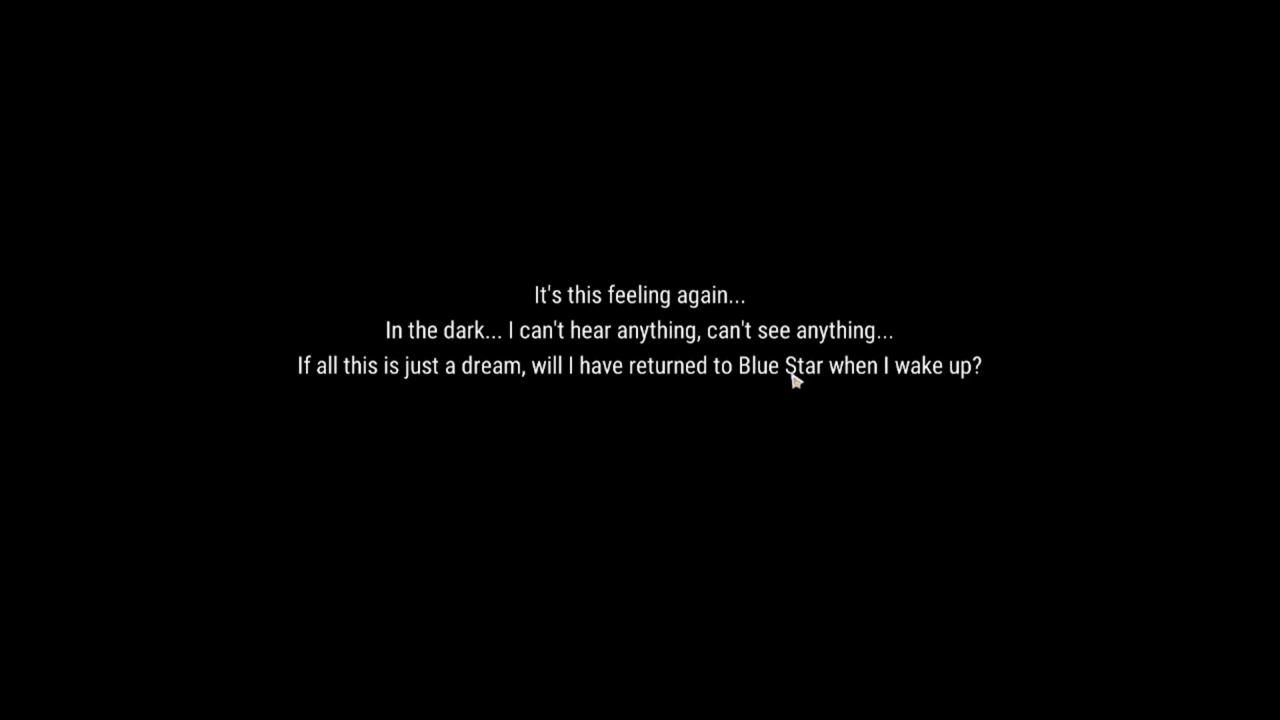 It's this feeling again...
In the dark... I can't hear anything, can't see anything...
If all this is just a dream, will I have returned to Blue Star when I wake up?